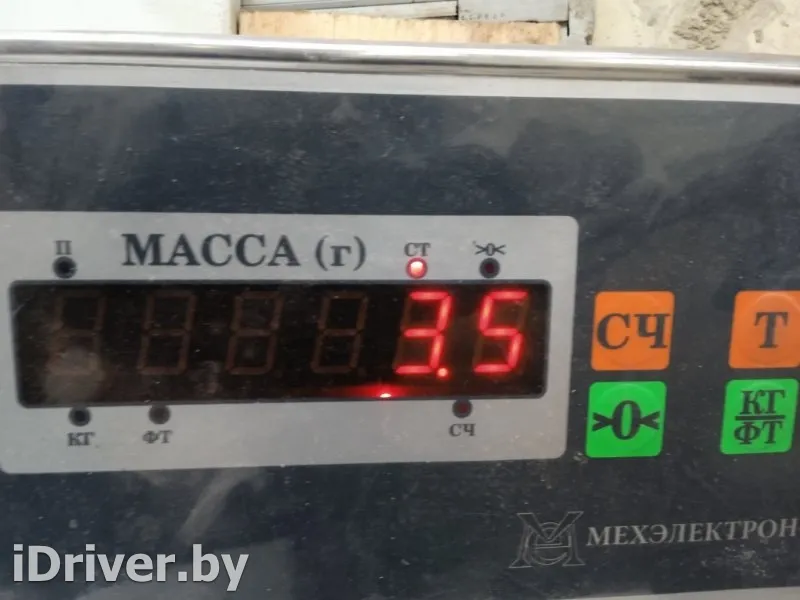 П
МАССА (г)
СТ
>0<
3.5
КГ
ФТ
СЧ
СЧ
Т
>0<
КГ
ФТ
МЕХЭЛЕКТРОН
iDriver.by